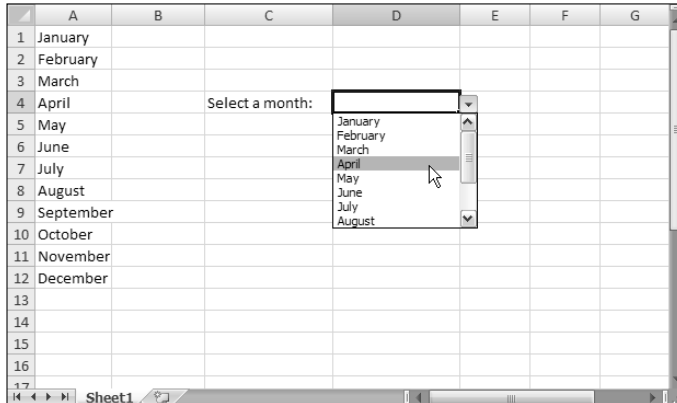 A B C D E F G
1 January
2 February
3 March
4 April Select a month:
5 May January
February
6 June March
7 July April
May
8 August June
July
9 September August
10 October
11 November
12 December
13
14
15
16
17
Sheet1